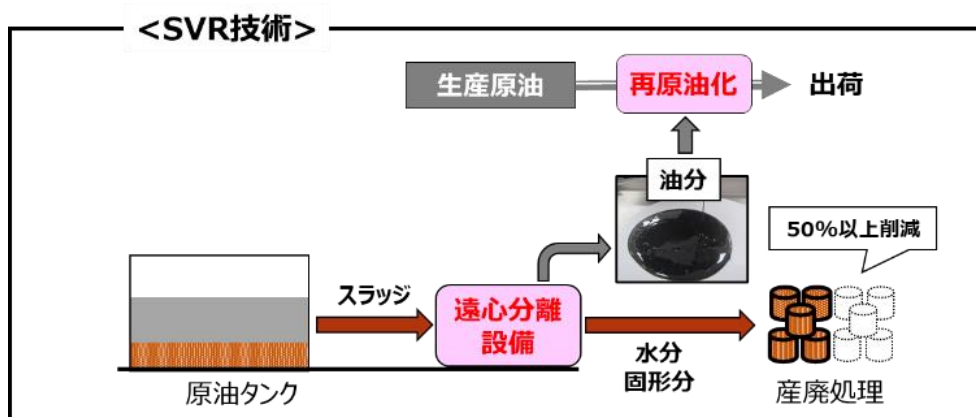 <SVR技術>
生産原油
再原油化
出荷
油分
50%以上削減
スラッジ
遠心分離
設備
水分
固形分
原油タンク
産廃処理